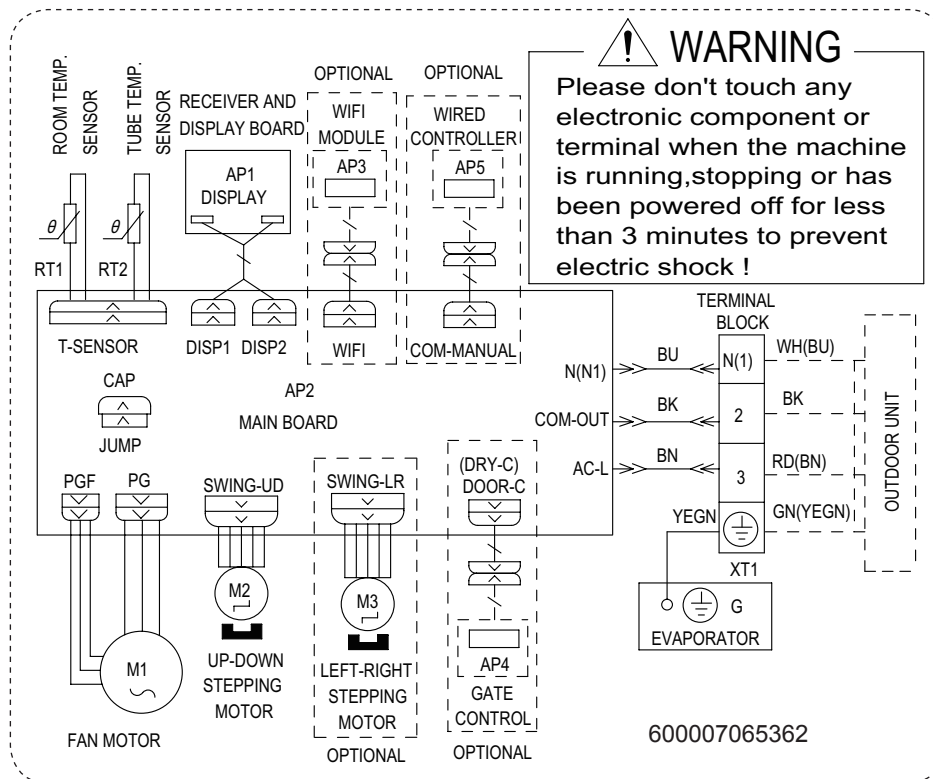 WARNING
Please don't touch any
electronic component or
terminal when the machine
is running,stopping or has
been powered off for less
than 3 minutes to prevent
electric shock !
ROOM TEMP.
SENSOR
TUBE TEMP.
SENSOR
RECEIVER AND
DISPLAY BOARD
AP1
DISPLAY
OPTIONAL
WIFI
MODULE
AP3
OPTIONAL
WIRED
CONTROLLER
AP5
θ
θ
RT1
RT2
T-SENSOR
DISP1
DISP2
WIFI
COM-MANUAL
CAP
JUMP
AP2
MAIN BOARD
N(N1)
COM-OUT
AC-L
BU
BK
BN
TERMINAL
BLOCK
N(1)
2
3
XT1
WH(BU)
BK
RD(BN)
GN(YEGN)
OUTDOOR UNIT
YEGN
G
EVAPORATOR
PGF
PG
SWING-UD
SWING-LR
(DRY-C)
DOOR-C
M1
FAN MOTOR
M2
UP-DOWN
STEPPING
MOTOR
M3
LEFT-RIGHT
STEPPING
MOTOR
OPTIONAL
AP4
GATE
CONTROL
OPTIONAL
600007065362